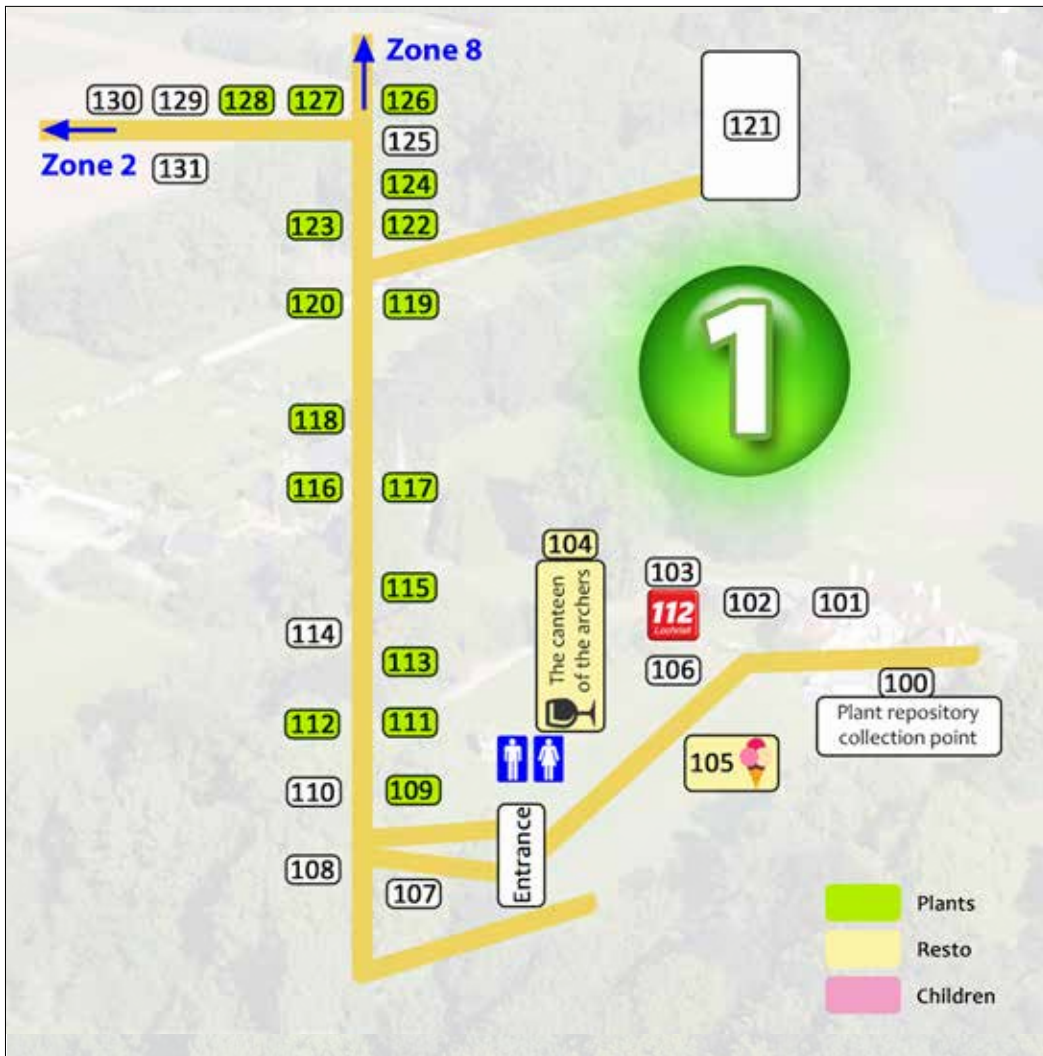 Zone 8
130 129 128 127 126
121
125
Zone 2 131
124
123 122
120 119
1
118
116 117
104
The canteen
of the archers
103
112
115
102 101
114
113
106
100
Plant repository
collection point
112 111
105
110 109
Entrance
108
107
Plants
Resto
Children